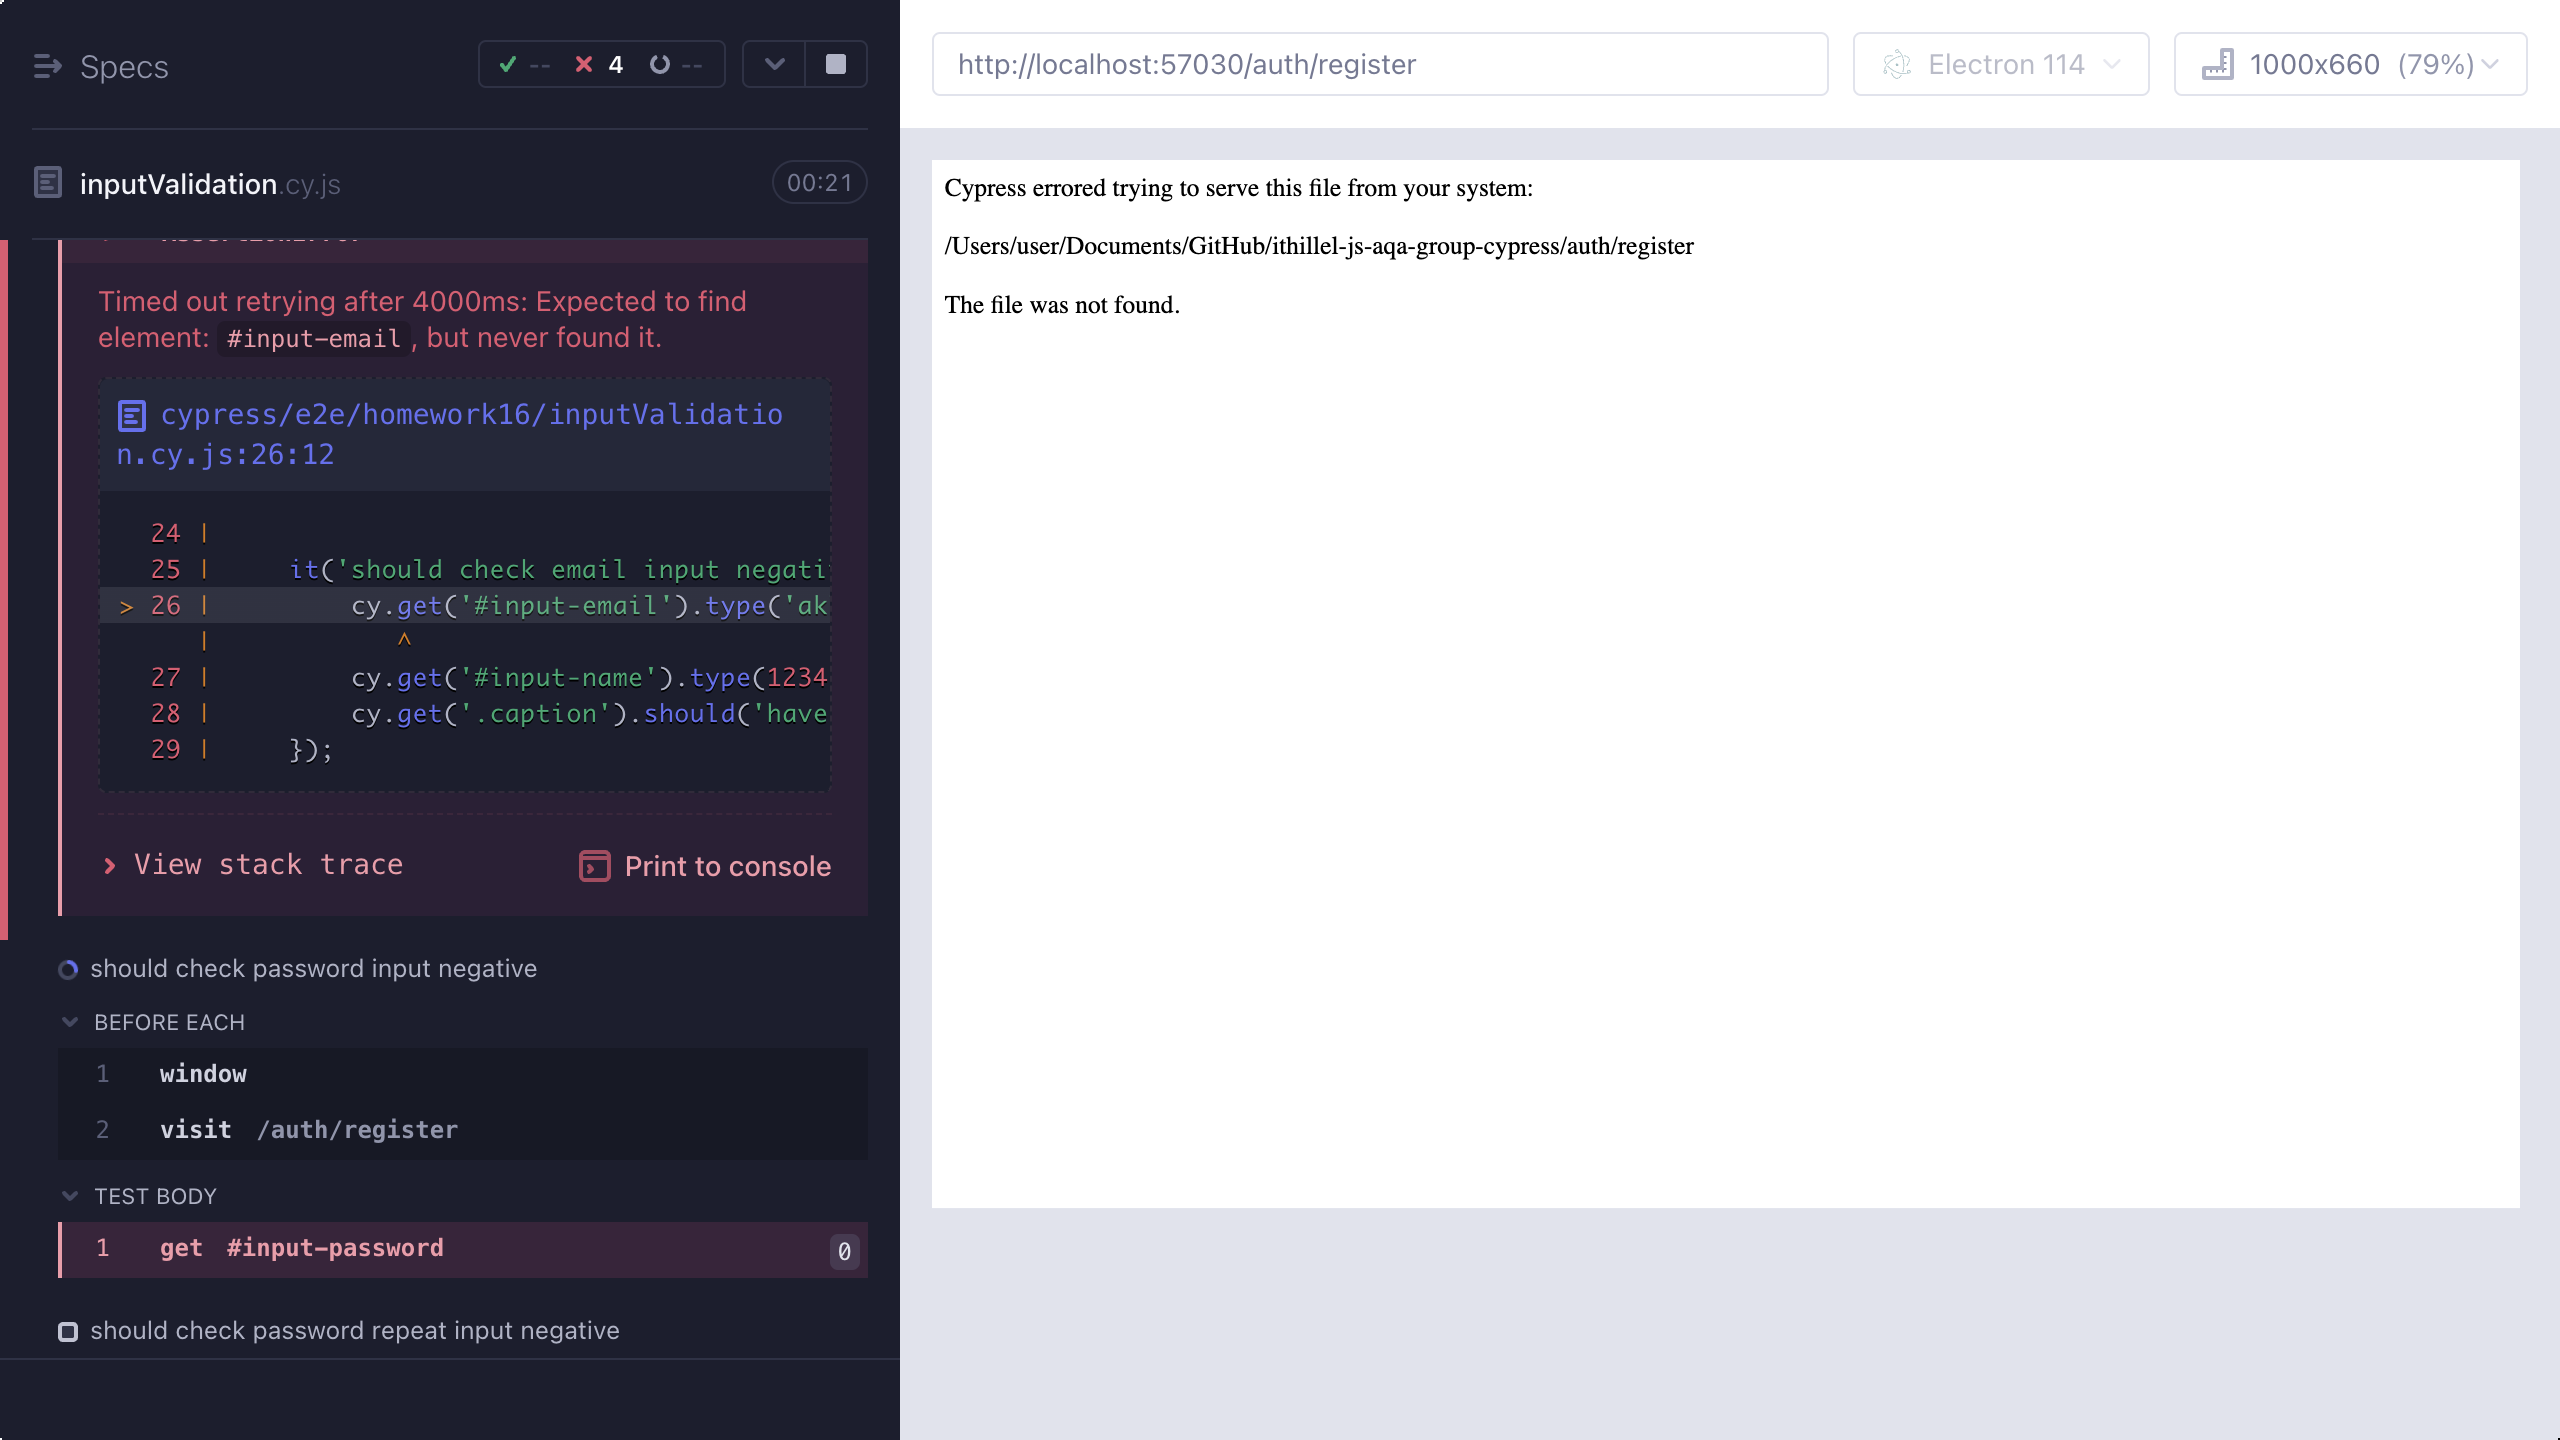 Specs
-- 4 --
inputValidation.cy.js
00:21
AssertionError
Timed out retrying after 4000ms: Expected to find
element: #input-email, but never found it.
cypress/e2e/homework16/inputValidatio
n.cy.js:26:12
24 |
25 | it('should check email input negati
> 26 | cy.get('#input-email').type('ak
| ^
27 | cy.get('#input-name').type(1234
28 | cy.get('.caption').should('have
29 | });
View stack trace
Print to console
should check password input negative
BEFORE EACH
1 window
2 visit /auth/register
TEST BODY
1 get #input-password 0
should check password repeat input negative
http://localhost:57030/auth/register
Electron 114
1000x660 (79%)
Cypress errored trying to serve this file from your system:
/Users/user/Documents/GitHub/ithillel-js-aqa-group-cypress/auth/register
The file was not found.